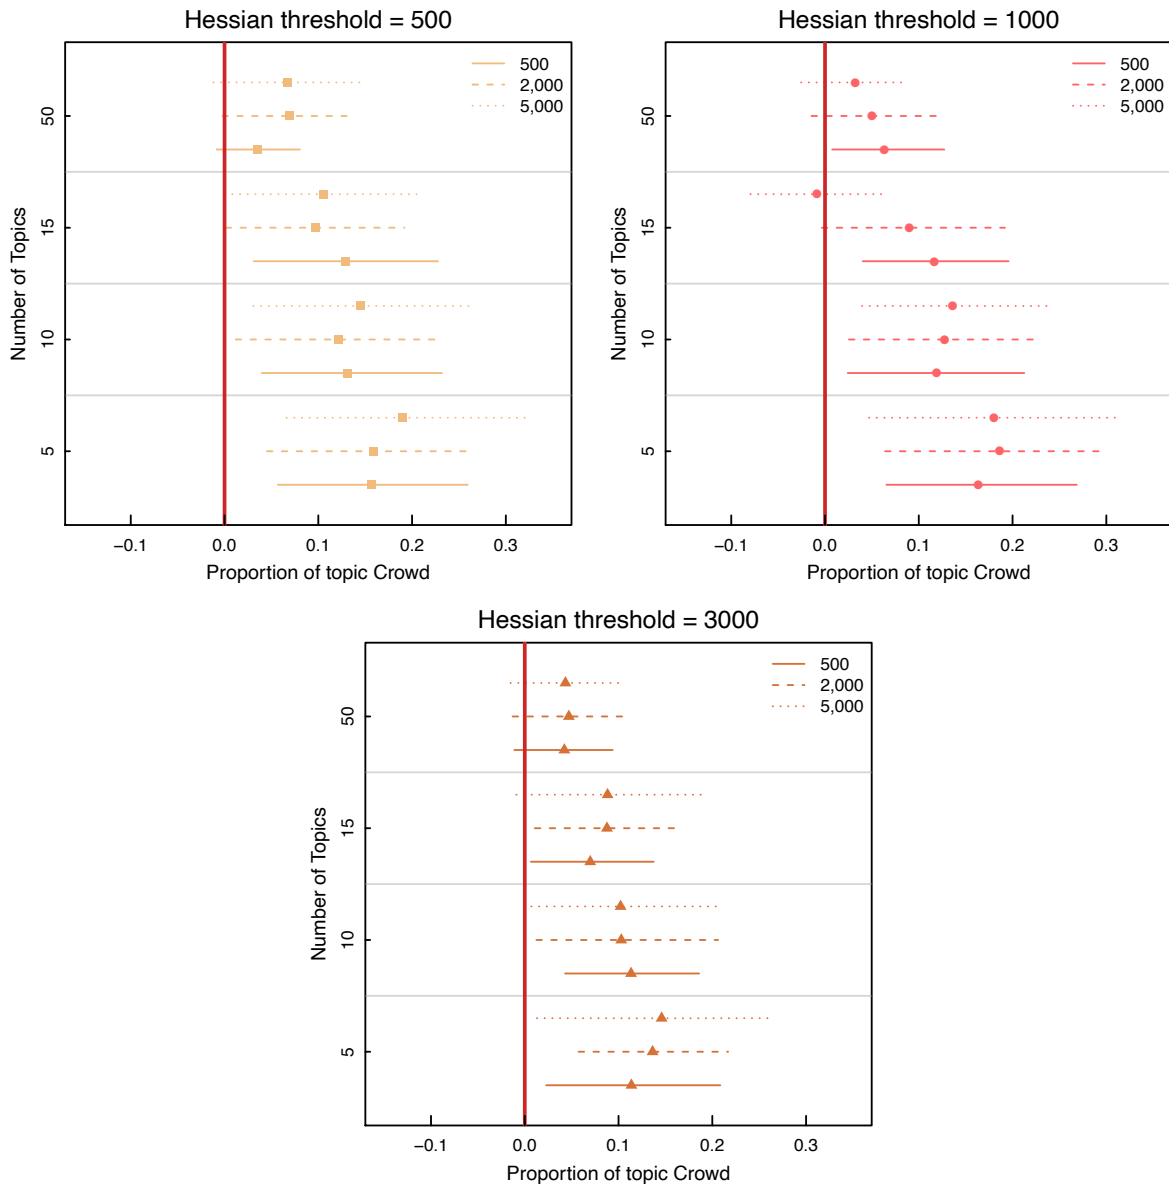 Hessian threshold = 500
500
2,000
5,000
Number of Topics
50
15
10
5
−0.1 0.0 0.1 0.2 0.3
Proportion of topic Crowd
Hessian threshold = 1000
500
2,000
5,000
Number of Topics
50
15
10
5
−0.1 0.0 0.1 0.2 0.3
Proportion of topic Crowd
Hessian threshold = 3000
500
2,000
5,000
Number of Topics
50
15
10
5
−0.1 0.0 0.1 0.2 0.3
Proportion of topic Crowd